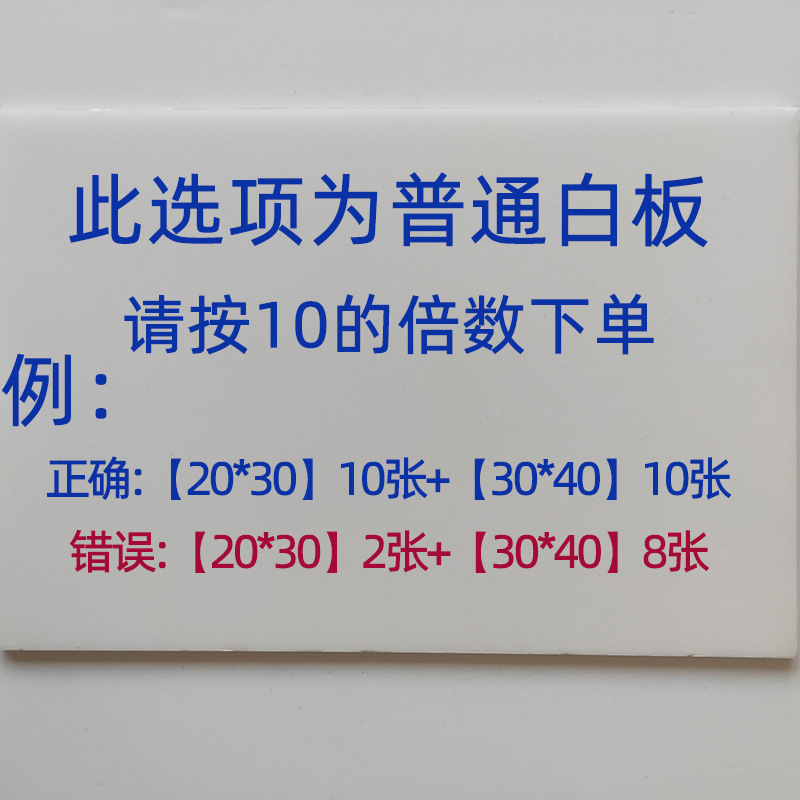 此选项为普通白板
请按10的倍数下单
例：
正确:【20*30】10张+【30*40】10张
错误:【20*30】2张+【30*40】8张